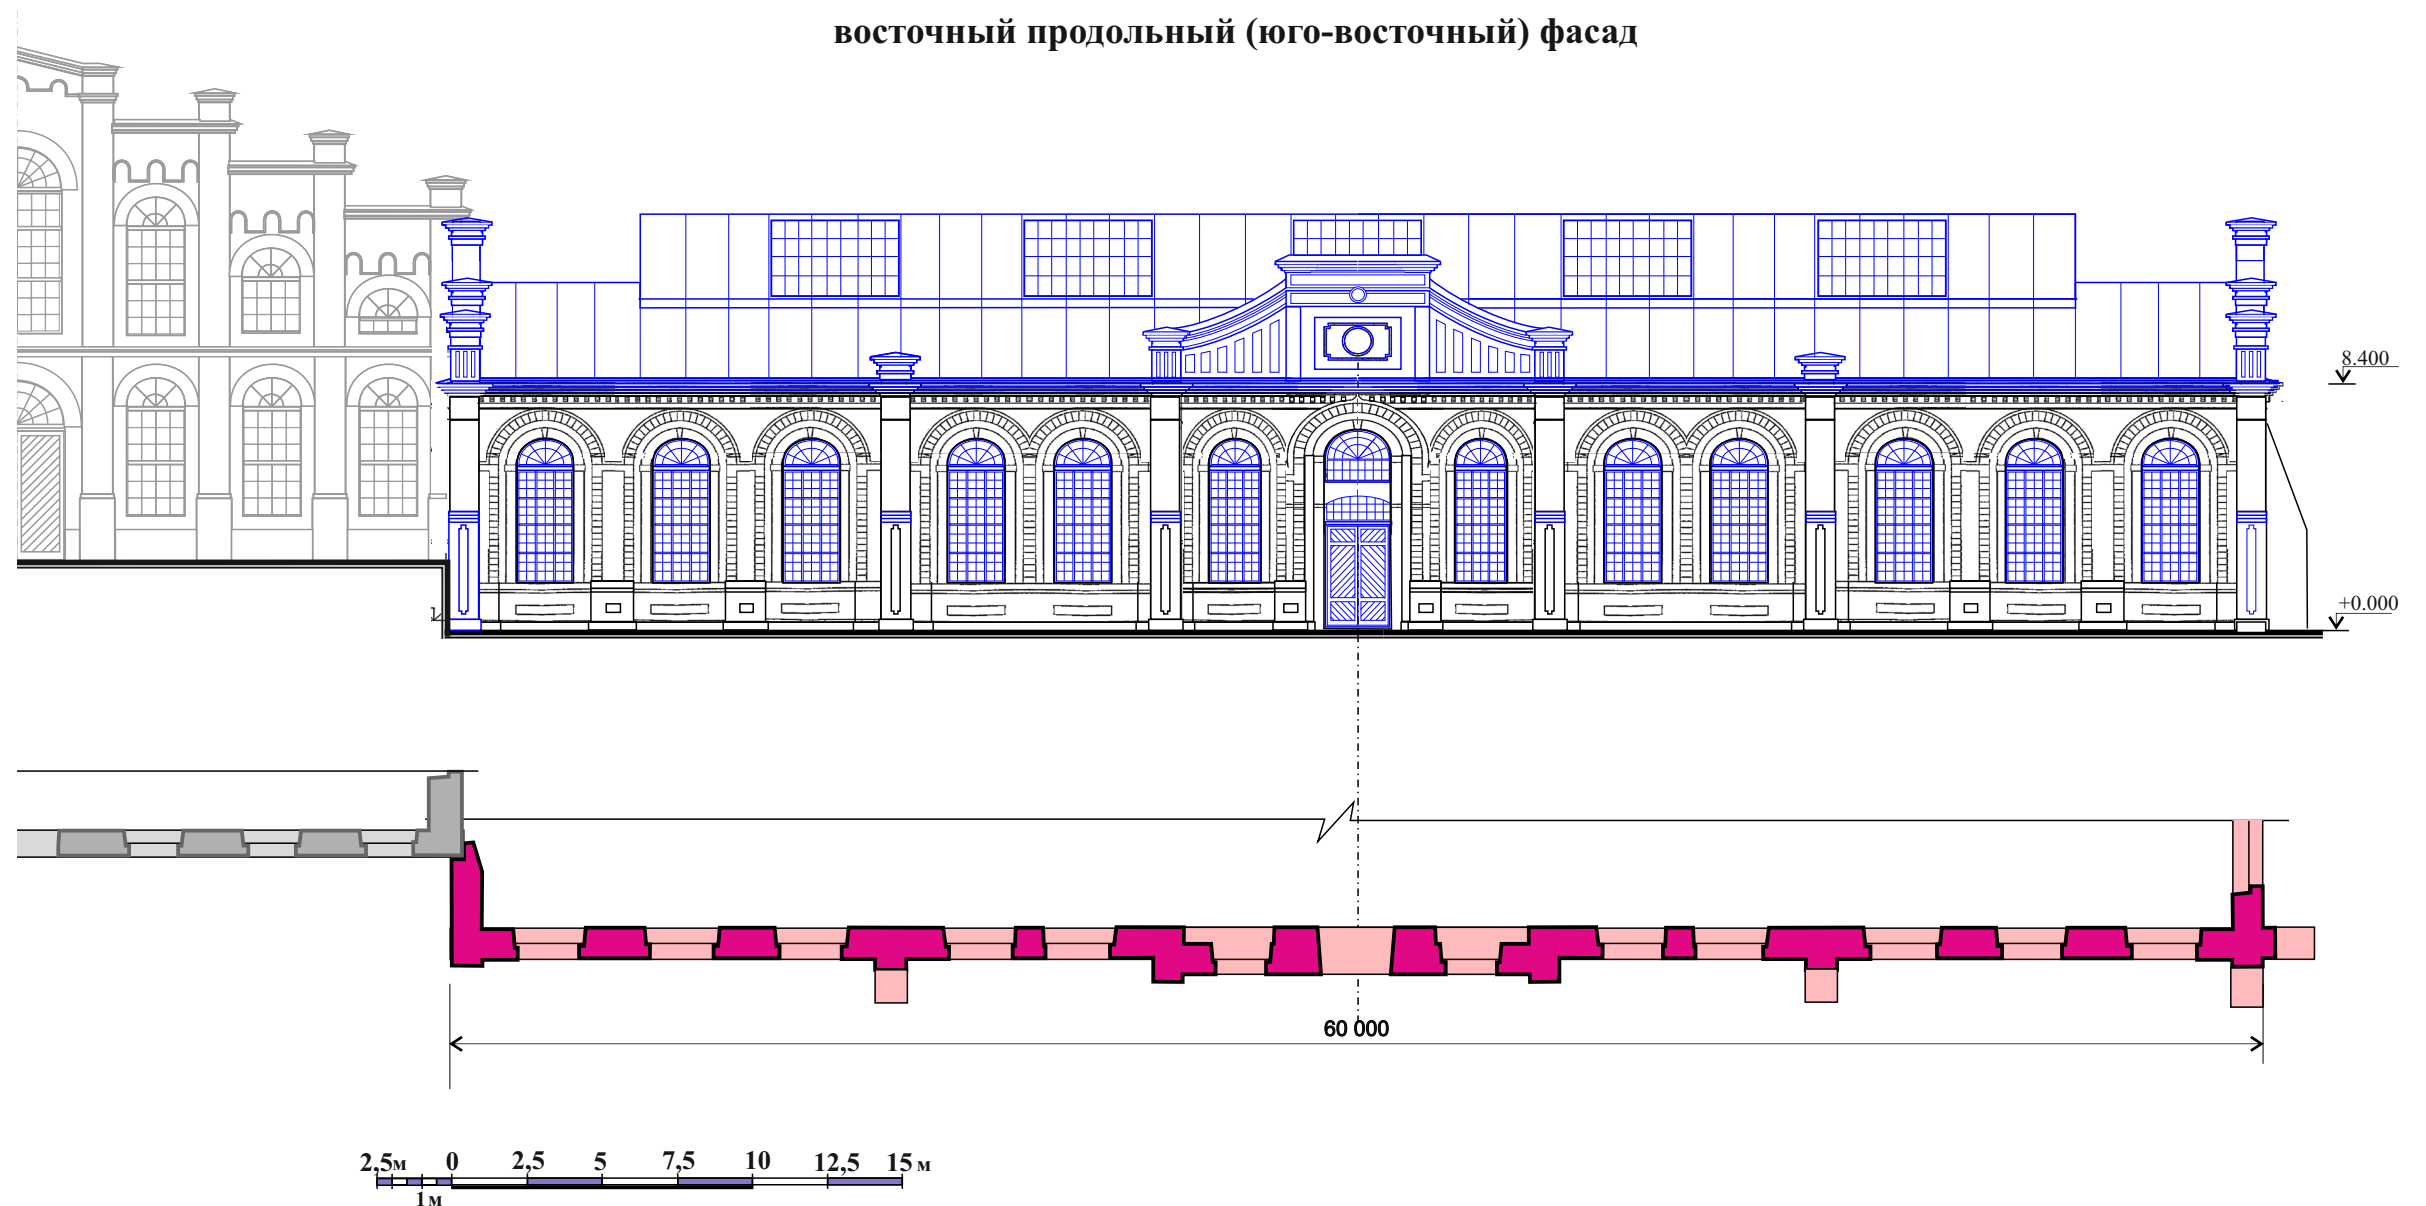 восточный продольный (юго-восточный) фасад
8.400
+0.000
60 000
2,5м 0 2,5 5 7,5 10 12,5 15 м
1 м